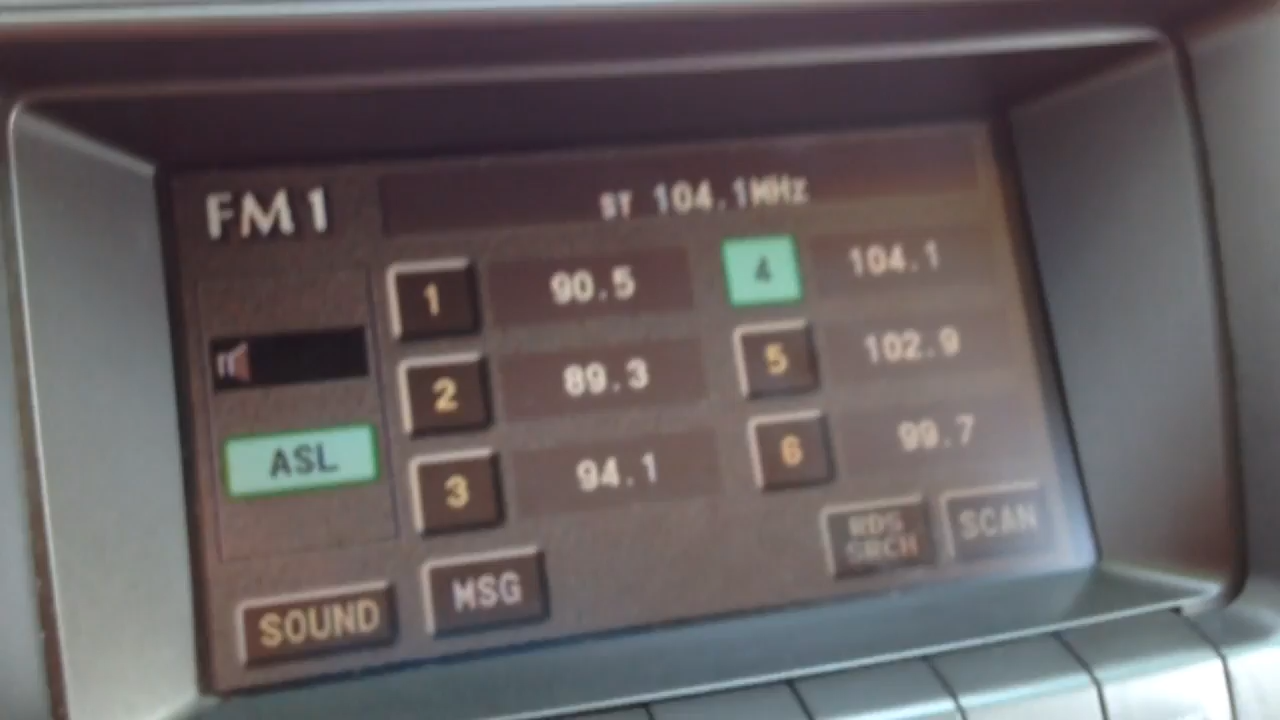 FM1
ST 104.1MHz
1 90.5
4 104.1
2 89.3
5 102.9
3 94.1
6 99.7
ASL
SOUND
MSG
RDS SRCH
SCAN